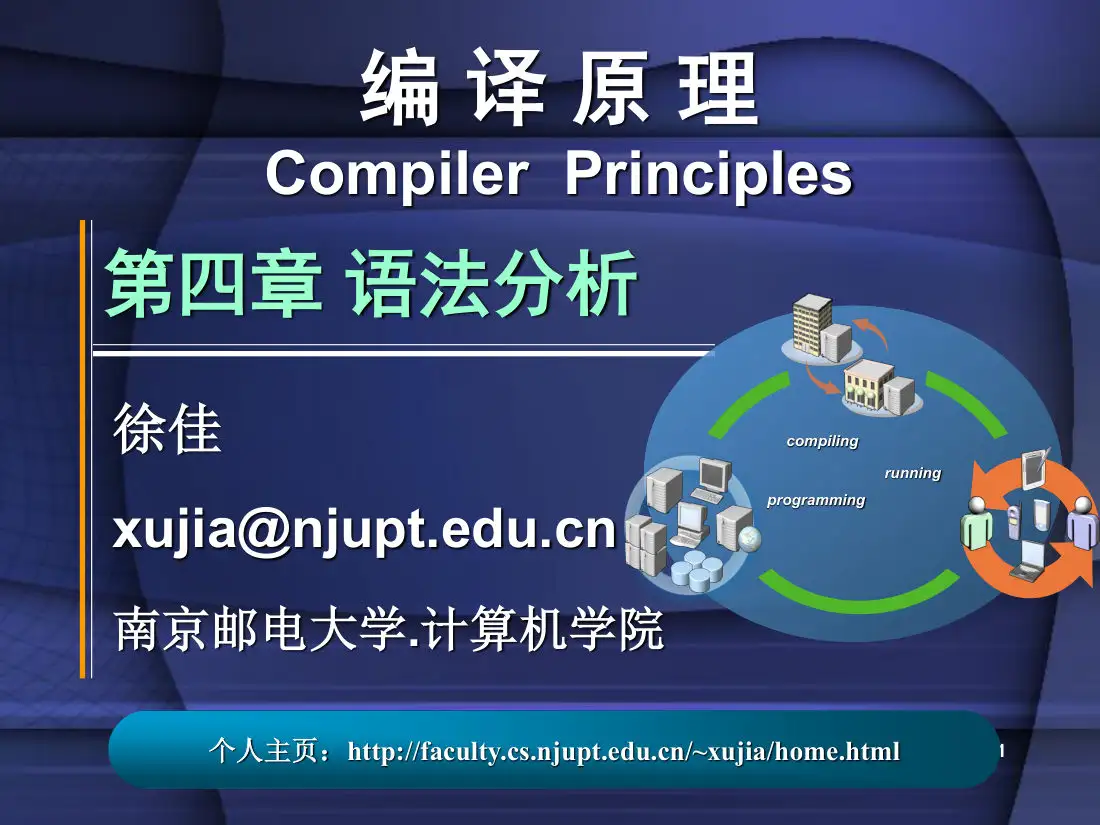 编 译 原 理
Compiler Principles
第四章 语法分析
徐佳
xujia@njupt.edu.cn
南京邮电大学.计算机学院
compiling
running
programming
个人主页：http://faculty.cs.njupt.edu.cn/~xujia/home.html
1